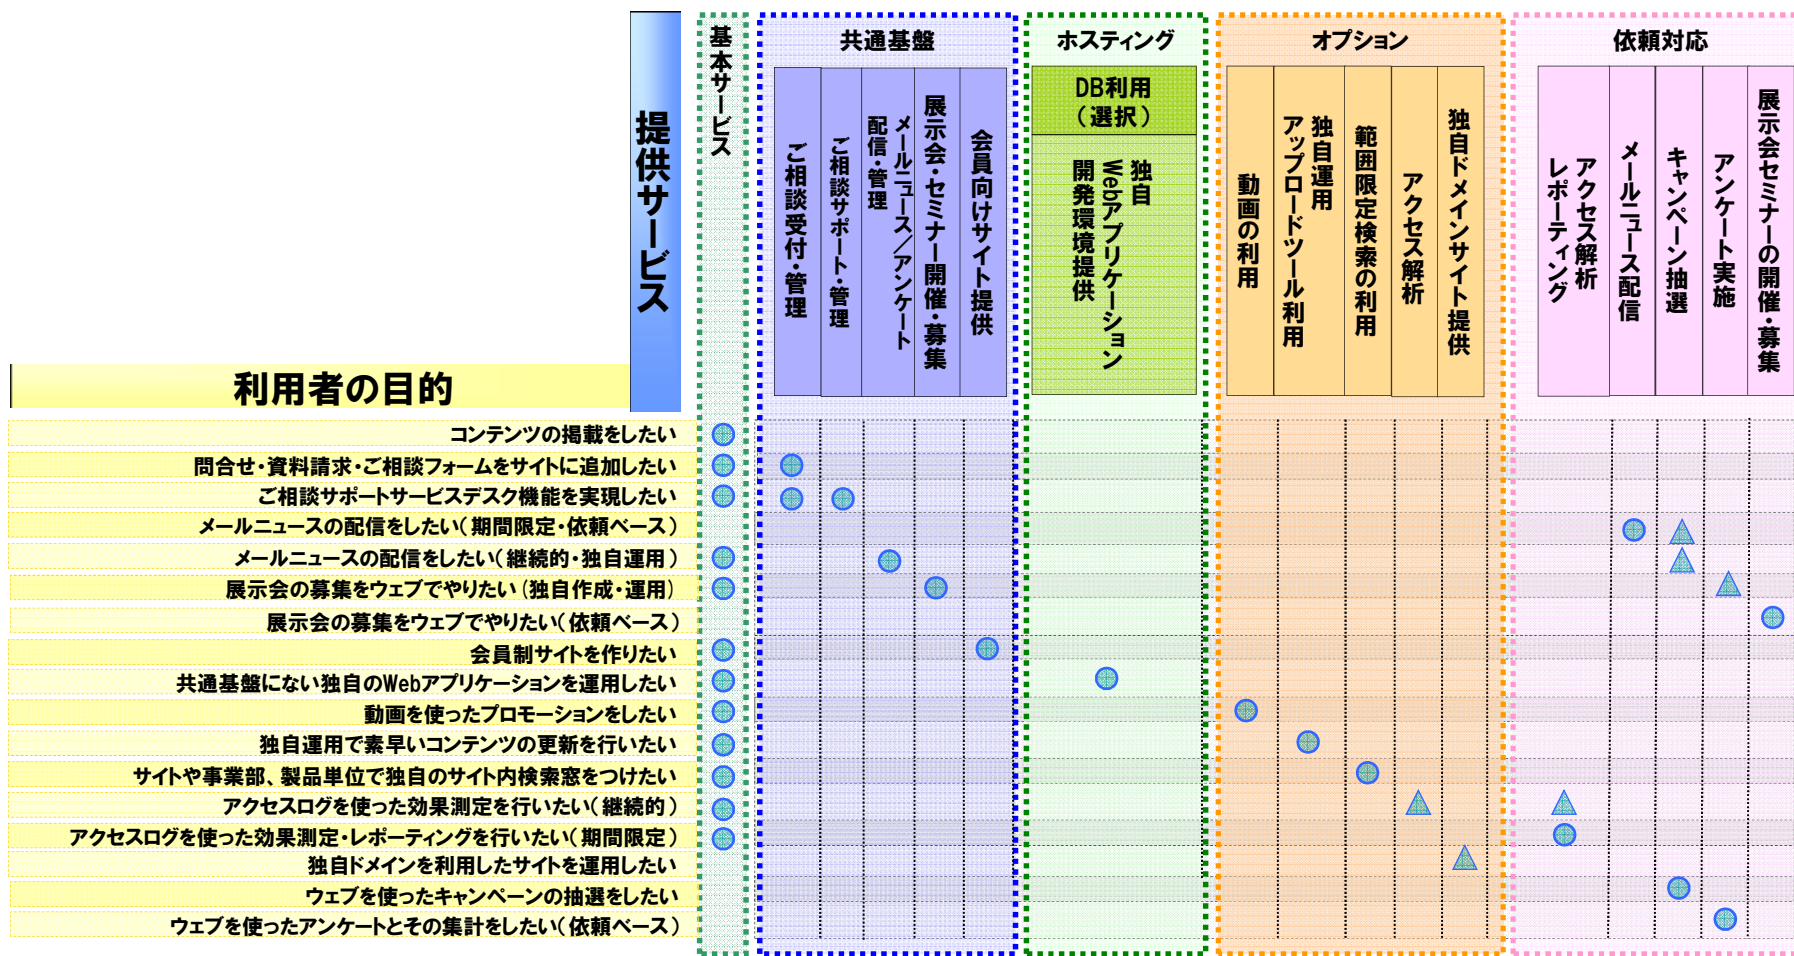 提供サービス
利用者の目的
基本サービス
共通基盤
ご相談受付・管理
ご相談サポート・管理
メールニュース／アンケート
配信・管理
展示会・セミナー開催・募集
会員向けサイト提供
ホスティング
DB利用
（選択）
独自
Webアプリケーション
開発環境提供
オプション
動画の利用
独自運用
アップロードツール利用
範囲限定検索の利用
アクセス解析
独自ドメインサイト提供
依頼対応
アクセス解析
レポーティング
メールニュース配信
キャンペーン抽選
アンケート実施
展示会セミナーの開催・募集
コンテンツの掲載をしたい
問合せ・資料請求・ご相談フォームをサイトに追加したい
ご相談サポートサービスデスク機能を実現したい
メールニュースの配信をしたい（期間限定・依頼ベース）
メールニュースの配信をしたい（継続的・独自運用）
展示会の募集をウェブでやりたい（独自作成・運用）
展示会の募集をウェブでやりたい（依頼ベース）
会員制サイトを作りたい
共通基盤にない独自のWebアプリケーションを運用したい
動画を使ったプロモーションをしたい
独自運用で素早いコンテンツの更新を行いたい
サイトや事業部、製品単位で独自のサイト内検索窓をつけたい
アクセスログを使った効果測定を行いたい（継続的）
アクセスログを使った効果測定・レポーティングを行いたい（期間限定）
独自ドメインを利用したサイトを運用したい
ウェブを使ったキャンペーンの抽選をしたい
ウェブを使ったアンケートとその集計をしたい（依頼ベース）